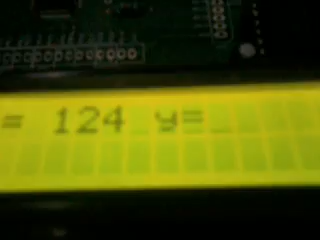 = 124 y=